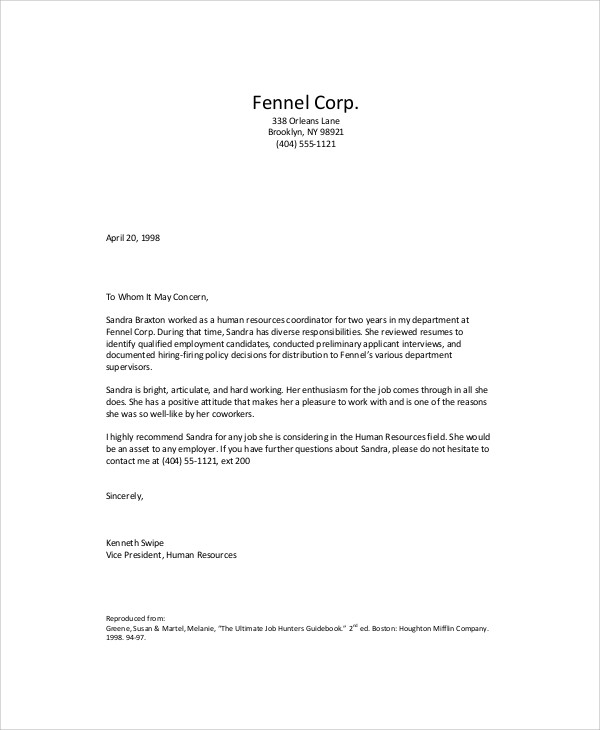 Fennel Corp.
338 Orleans Lane
Brooklyn, NY 98921
(404) 555-1121
April 20, 1998
To Whom It May Concern,
Sandra Braxton worked as a human resources coordinator for two years in my department at
Fennel Corp. During that time, Sandra has diverse responsibilities. She reviewed resumes to
identify qualified employment candidates, conducted preliminary applicant interviews, and
documented hiring-firing policy decisions for distribution to Fennel's various department
supervisors.
Sandra is bright, articulate, and hard working. Her enthusiasm for the job comes through in all she
does. She has a positive attitude that makes her a pleasure to work with and is one of the reasons
she was so well-like by her coworkers.
I highly recommend Sandra for any job she is considering in the Human Resources field. She would
be an asset to any employer. If you have further questions about Sandra, please do not hesitate to
contact me at (404) 55-1121, ext 200
Sincerely,
Kenneth Swipe
Vice President, Human Resources
Reproduced from:
Greene, Susan & Martel, Melanie, "The Ultimate Job Hunters Guidebook." 2nd ed. Boston: Houghton Mifflin Company.
1998. 94-97.